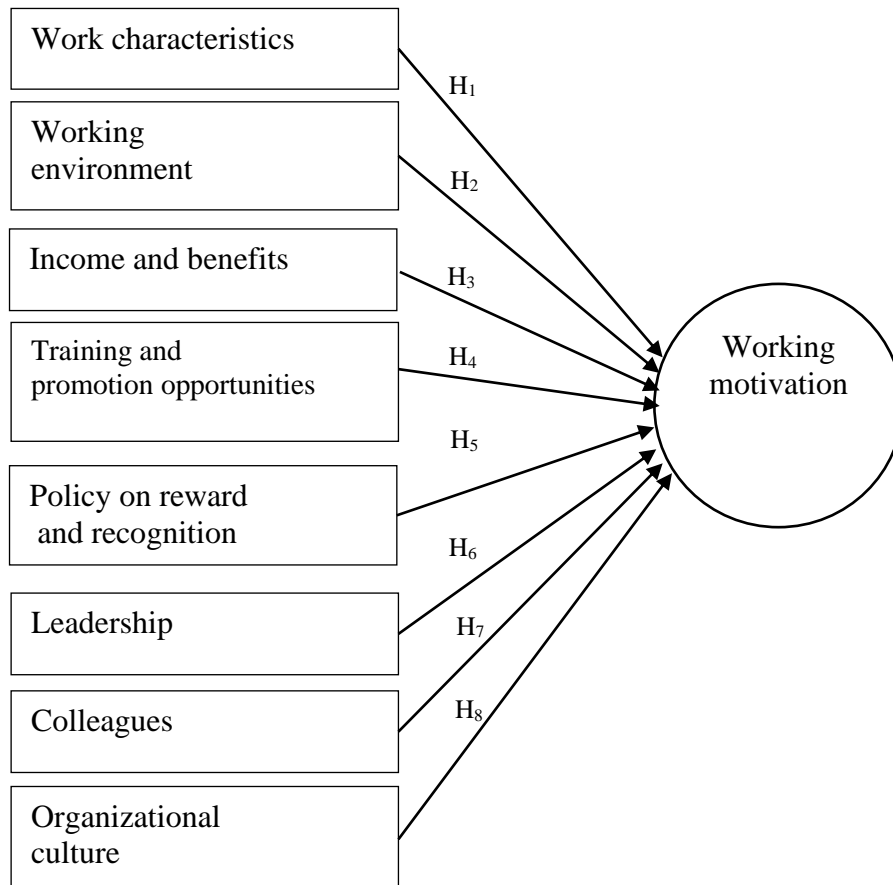 Work characteristics
H₁
Working
environment
H₂
Income and benefits
H₃
Training and
promotion opportunities
H₄
Working
motivation
H₅
Policy on reward
and recognition
H₆
Leadership
H₇
Colleagues
H₈
Organizational
culture